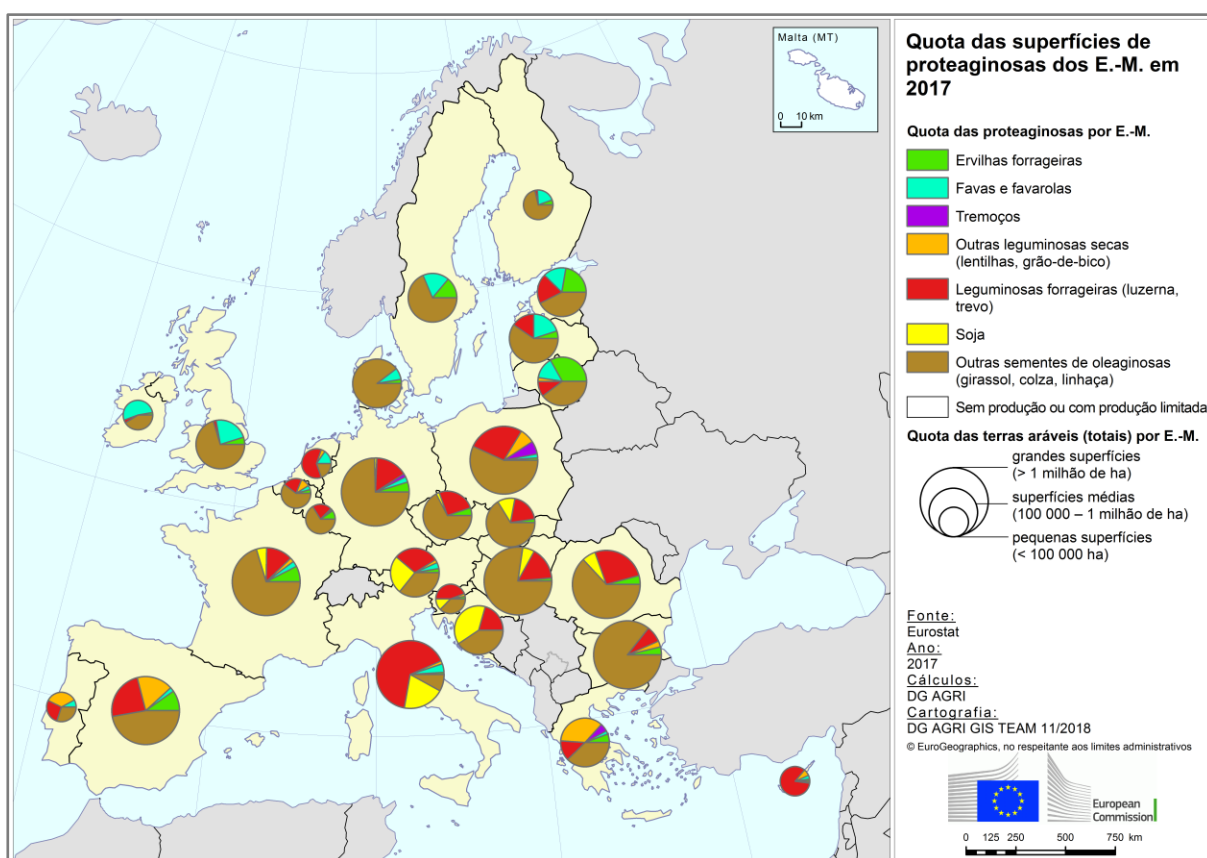 Malta (MT)
0 10 km
Quota das superfícies de
proteaginosas dos E.-M. em
2017
Quota das proteaginosas por E.-M.
Ervilhas forrageiras
Favas e favarolas
Tremoços
Outras leguminosas secas
(lentilhas, grão-de-bico)
Leguminosas forrageiras (luzerna,
trevo)
Soja
Outras sementes de oleaginosas
(girassol, colza, linhaça)
Sem produção ou com produção limitada
Quota das terras aráveis (totais) por E.-M.
grandes superfícies
(> 1 milhão de ha)
superfícies médias
(100 000 – 1 milhão de ha)
pequenas superfícies
(< 100 000 ha)
Fonte:
Eurostat
Ano:
2017
Cálculos:
DG AGRI
Cartografia:
DG AGRI GIS TEAM 11/2018
© EuroGeographics, no respeitante aos limites administrativos
European
Commission
0 125 250 500 750 km